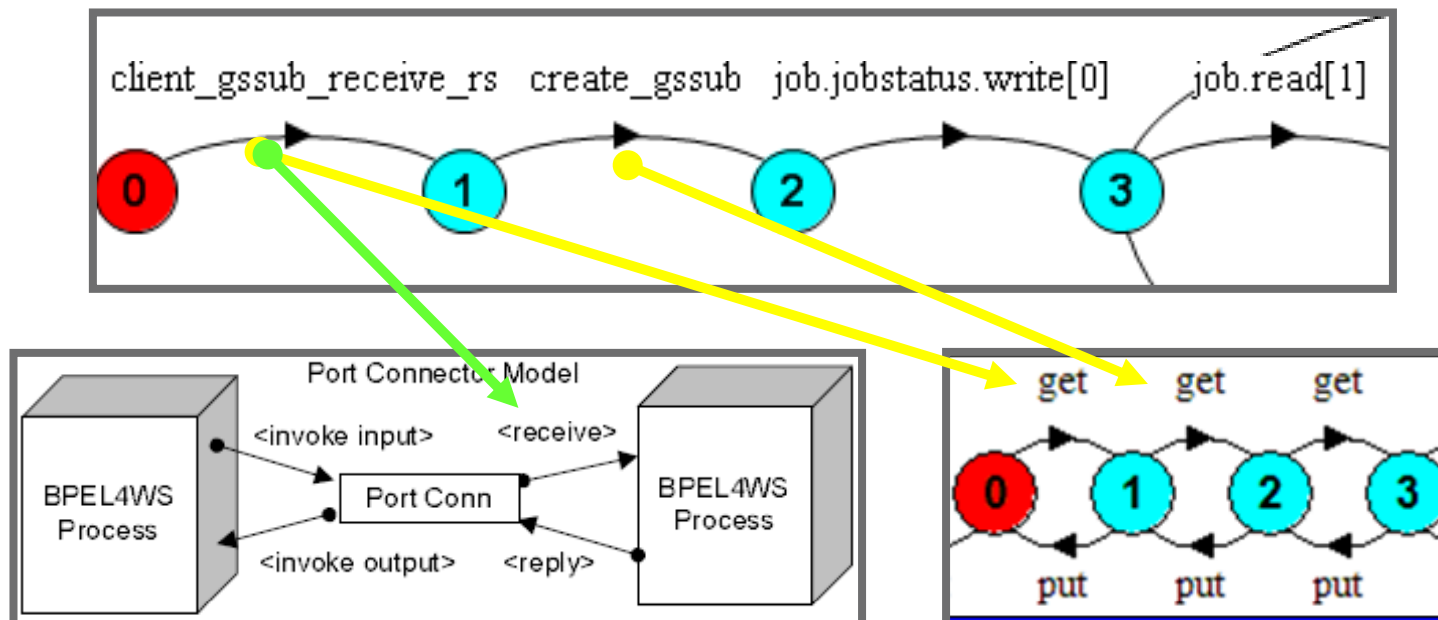 client_gssub_receive_rs create_gssub job.jobstatus.write[0] job.read[1]
0 1 2 3
Port Connector Model
<invoke input> <receive>
BPEL4WS
Process
Port Conn
BPEL4WS
Process
<invoke output> <reply>
get get get
0 1 2 3
put put put